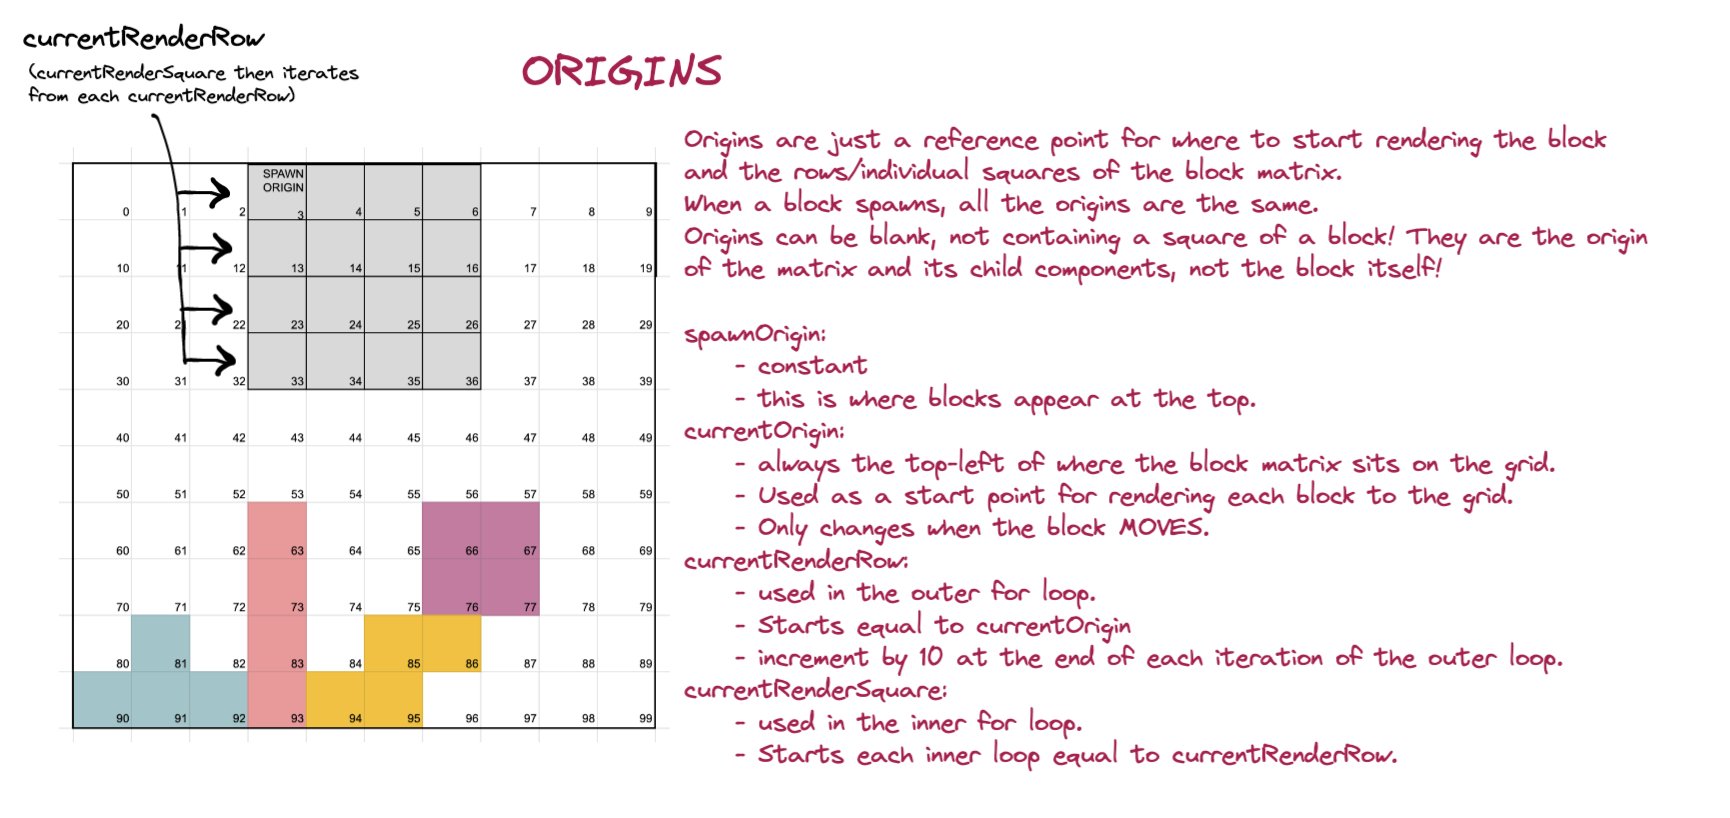 currentRenderRow
(currentRenderSquare then iterates
from each currentRenderRow)
ORIGINS
SPAWN
ORIGIN
0 1 2 3 4 5 6 7 8 9
10 11 12 13 14 15 16 17 18 19
20 2 22 23 24 25 26 27 28 29
30 31 32 33 34 35 36 37 38 39
40 41 42 43 44 45 46 47 48 49
50 51 52 53 54 55 56 57 58 59
60 61 62 63 64 65 66 67 68 69
70 71 72 73 74 75 76 77 78 79
80 81 82 83 84 85 86 87 88 89
90 91 92 93 94 95 96 97 98 99
Origins are just a reference point for where to start rendering the block
and the rows/individual squares of the block matrix.
When a block spawns, all the origins are the same.
Origins can be blank, not containing a square of a block! They are the origin
of the matrix and its child components, not the block itself!
spawnOrigin:
- constant
- this is where blocks appear at the top.
currentOrigin:
- always the top-left of where the block matrix sits on the grid.
- Used as a start point for rendering each block to the grid.
- Only changes when the block MOVES.
currentRenderRow:
- used in the outer for loop.
- Starts equal to currentOrigin
- increment by 10 at the end of each iteration of the outer loop.
currentRenderSquare:
- used in the inner for loop.
- Starts each inner loop equal to currentRenderRow.